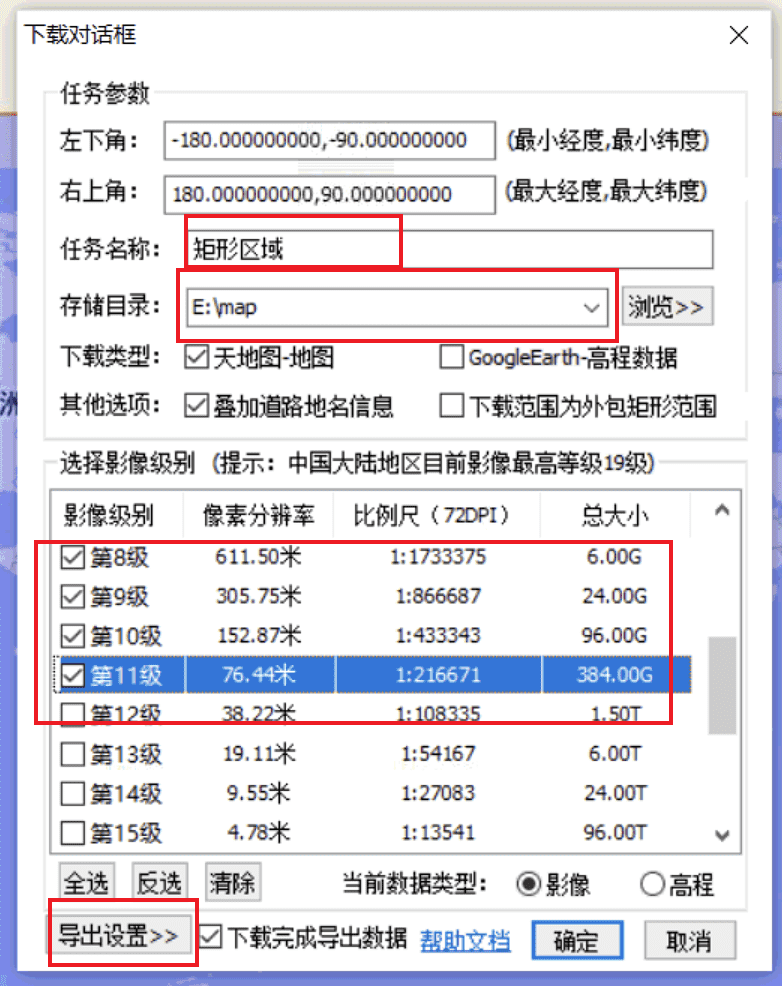 下载对话框
任务参数
左下角： -180.000000000,-90.000000000 (最小经度,最小纬度)
右上角： 180.000000000,90.000000000 (最大经度,最大纬度)
任务名称： 矩形区域
存储目录： E:\map 浏览>>
下载类型： 天地图-地图 GoogleEarth-高程数据
其他选项： 叠加道路地名信息 下载范围为外包矩形范围
选择影像级别（提示：中国大陆地区目前影像最高等级19级）
影像级别 像素分辨率 比例尺（72DPI） 总大小
第8级 611.50米 1:1733375 6.00G
第9级 305.75米 1:866687 24.00G
第10级 152.87米 1:433343 96.00G
第11级 76.44米 1:216671 384.00G
第12级 38.22米 1:108335 1.50T
第13级 19.11米 1:54167 6.00T
第14级 9.55米 1:27083 24.00T
第15级 4.78米 1:13541 96.00T
全选 反选 清除 当前数据类型： 影像 高程
导出设置>> 下载完成导出数据 帮助文档 确定 取消
洲